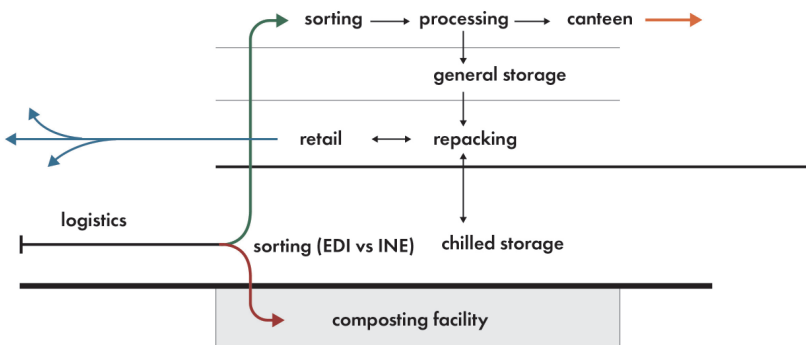 sorting processing canteen
general storage
retail repacking
logistics
sorting (EDI vs INE) chilled storage
composting facility